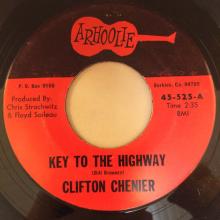 ARHOOLIE
P. O. Box 9195
Berkeley, Ca. 94709
Produced By:
Chris Strachwitz
& Floyd Soileau
45-525-A
Time 2:35
BMI
KEY TO THE HIGHWAY
(Bill Broonzy)
CLIFTON CHENIER